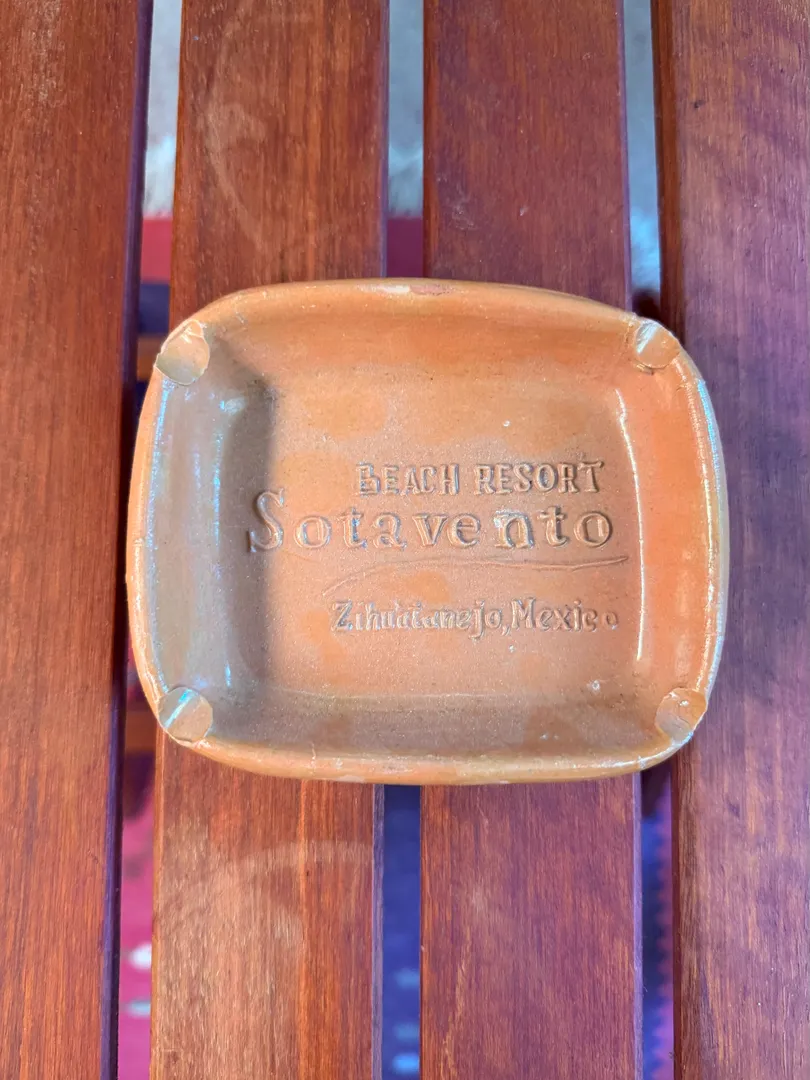 BEACH RESORT
Sotavento
Zihuatanejo, Mexico